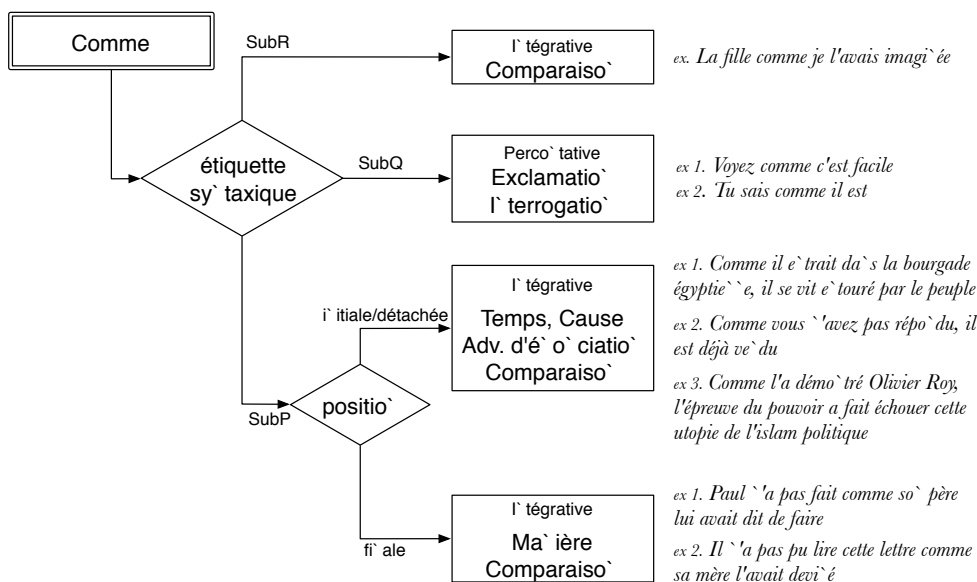 Comme
SubR
I` tégrative
Comparaiso`
ex. La fille comme je l'avais imagi`ée
étiquette
sy` taxique
SubQ
Perco` tative
Exclamatio`
I` terrogatio`
ex 1. Voyez comme c'est facile
ex 2. Tu sais comme il est
SubP
positio`
i` itiale/détachée
I` tégrative
Temps, Cause
Adv. d'é` o` ciatio`
Comparaiso`
ex 1. Comme il e`trait da`s la bourgade
égyptie``e, il se vit e`touré par le peuple
ex 2. Comme vous `'avez pas répo`du, il
est déjà ve`du
ex 3. Comme l'a démo`tré Olivier Roy,
l'épreuve du pouvoir a fait échouer cette
utopie de l'islam politique
fi` ale
I` tégrative
Ma` ière
Comparaiso`
ex 1. Paul `'a pas fait comme so` père
lui avait dit de faire
ex 2. Il `'a pas pu lire cette lettre comme
sa mère l'avait devi`é